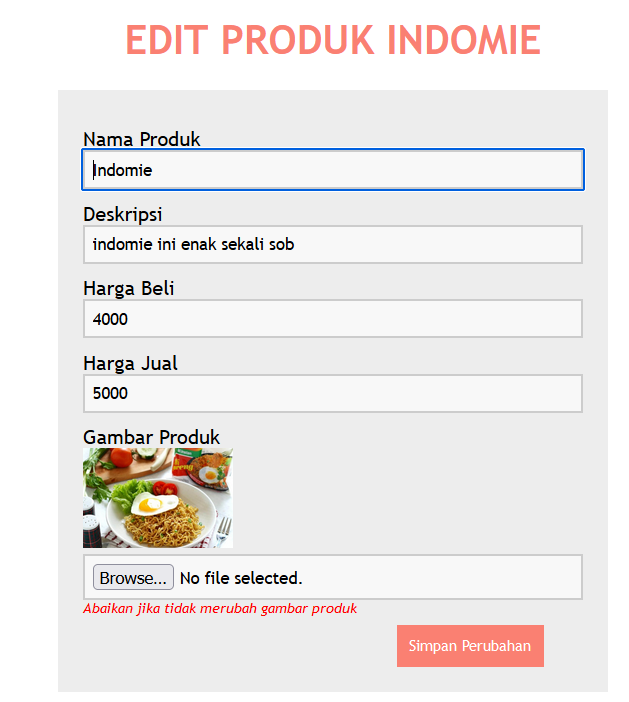 EDIT PRODUK INDOMIE
Nama Produk
Indomie
Deskripsi
indomie ini enak sekali sob
Harga Beli
4000
Harga Jual
5000
Gambar Produk
Browse... No file selected.
Abaikan jika tidak merubah gambar produk
Simpan Perubahan